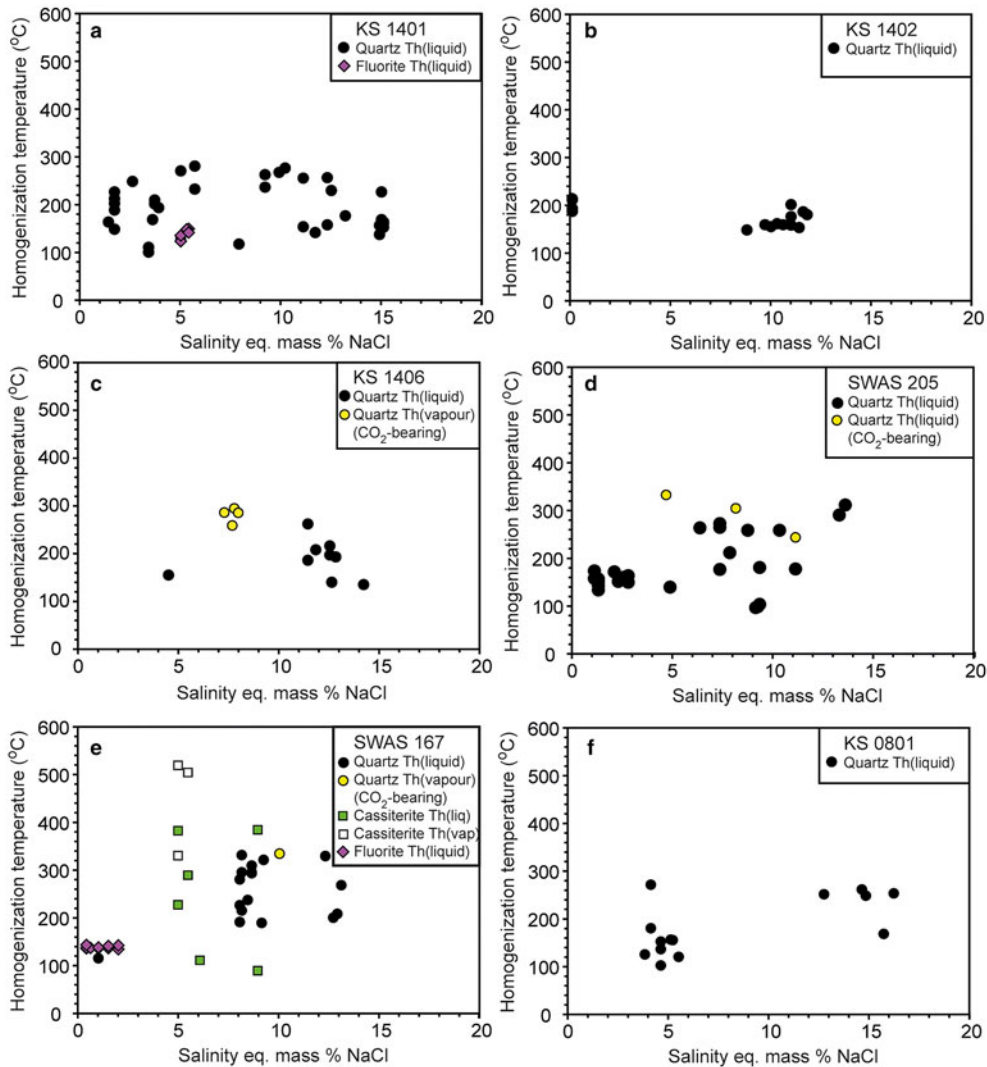 a
KS 1401
Quartz Th(liquid)
Fluorite Th(liquid)
Homogenization temperature (°C)
600
500
400
300
200
100
0
0 5 10 15 20
Salinity eq. mass % NaCl
b
KS 1402
Quartz Th(liquid)
Homogenization temperature (°C)
600
500
400
300
200
100
0
0 5 10 15 20
Salinity eq. mass % NaCl
c
KS 1406
Quartz Th(liquid)
Quartz Th(vapour)
(CO2-bearing)
Homogenization temperature (°C)
600
500
400
300
200
100
0
0 5 10 15 20
Salinity eq. mass % NaCl
d
SWAS 205
Quartz Th(liquid)
Quartz Th(liquid)
(CO2-bearing)
Homogenization temperature (°C)
600
500
400
300
200
100
0
0 5 10 15 20
Salinity eq. mass % NaCl
e
SWAS 167
Quartz Th(liquid)
Quartz Th(vapour)
(CO2-bearing)
Cassiterite Th(liq)
Cassiterite Th(vap)
Fluorite Th(liquid)
Homogenization temperature (°C)
600
500
400
300
200
100
0
0 5 10 15 20
Salinity eq. mass % NaCl
f
KS 0801
Quartz Th(liquid)
Homogenization temperature (°C)
600
500
400
300
200
100
0
0 5 10 15 20
Salinity eq. mass % NaCl